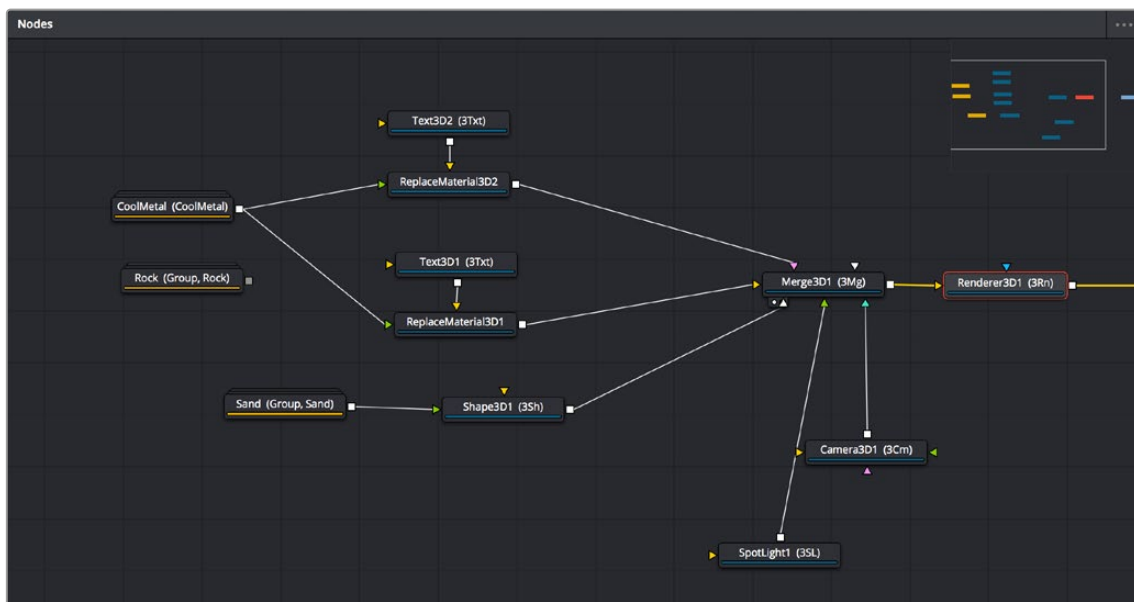 Nodes
Text3D2 (3Txt)
ReplaceMaterial3D2
CoolMetal (CoolMetal)
Text3D1 (3Txt)
Rock (Group, Rock)
Merge3D1 (3Mg)
Renderer3D1 (3Rn)
ReplaceMaterial3D1
Sand (Group, Sand)
Shape3D1 (3Sh)
Camera3D1 (3Cm)
SpotLight1 (3SL)